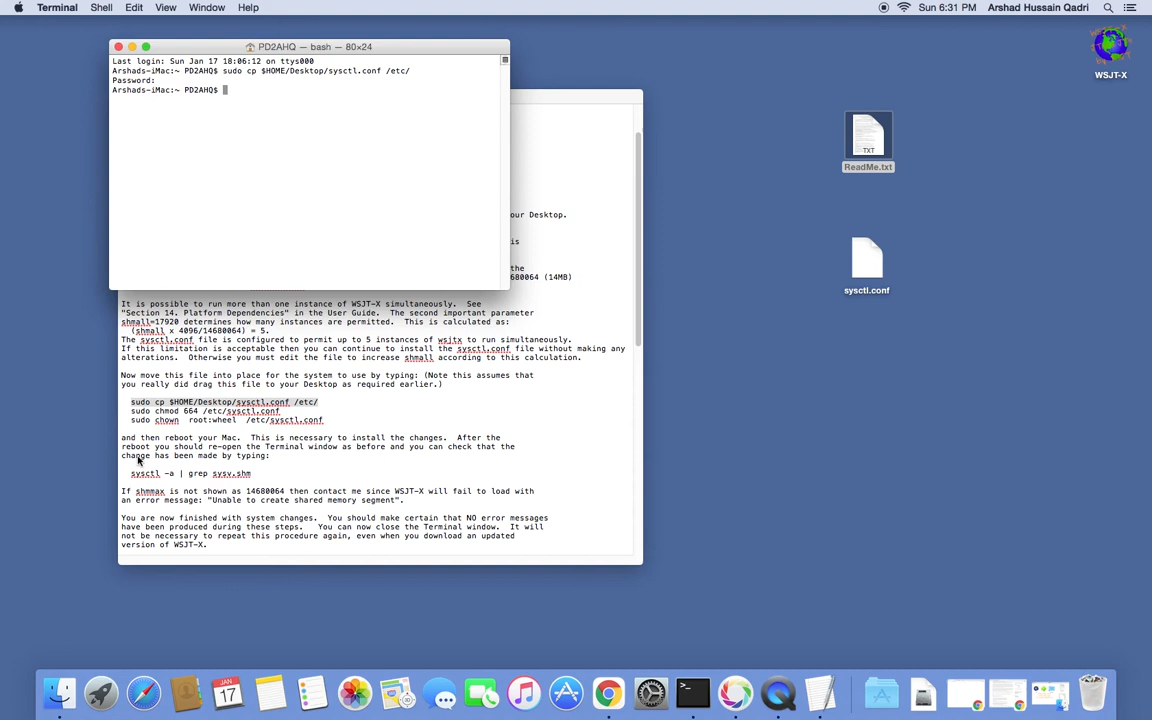 Terminal Shell Edit View Window Help Sun 6:31 PM Arshad Hussain Qadri
PD2AHQ — bash — 80×24
Last login: Sun Jan 17 18:06:12 on ttys000
Arshads-iMac:~ PD2AHQ$ sudo cp $HOME/Desktop/sysctl.conf /etc/
Password:
Arshads-iMac:~ PD2AHQ$
WSJT-X
TXT
ReadMe.txt
sysctl.conf
our Desktop.
is
the
680064 (14MB)
It is possible to run more than one instance of WSJT-X simultaneously. See
"Section 14. Platform Dependencies" in the User Guide. The second important parameter
shmall=17920 determines how many instances are permitted. This is calculated as:
(shmall x 4096/14680064) = 5.
The sysctl.conf file is configured to permit up to 5 instances of wsjtx to run simultaneously.
If this limitation is acceptable then you can continue to install the sysctl.conf file without making any
alterations. Otherwise you must edit the file to increase shmall according to this calculation.
Now move this file into place for the system to use by typing: (Note this assumes that
you really did drag this file to your Desktop as required earlier.)
sudo cp $HOME/Desktop/sysctl.conf /etc/
sudo chmod 664 /etc/sysctl.conf
sudo chown root:wheel /etc/sysctl.conf
and then reboot your Mac. This is necessary to install the changes. After the
reboot you should re-open the Terminal window as before and you can check that the
change has been made by typing:
sysctl -a | grep sysv.shm
If shmmax is not shown as 14680064 then contact me since WSJT-X will fail to load with
an error message: "Unable to create shared memory segment".
You are now finished with system changes. You should make certain that NO error messages
have been produced during these steps. You can now close the Terminal window. It will
not be necessary to repeat this procedure again, even when you download an updated
version of WSJT-X.
JAN
17